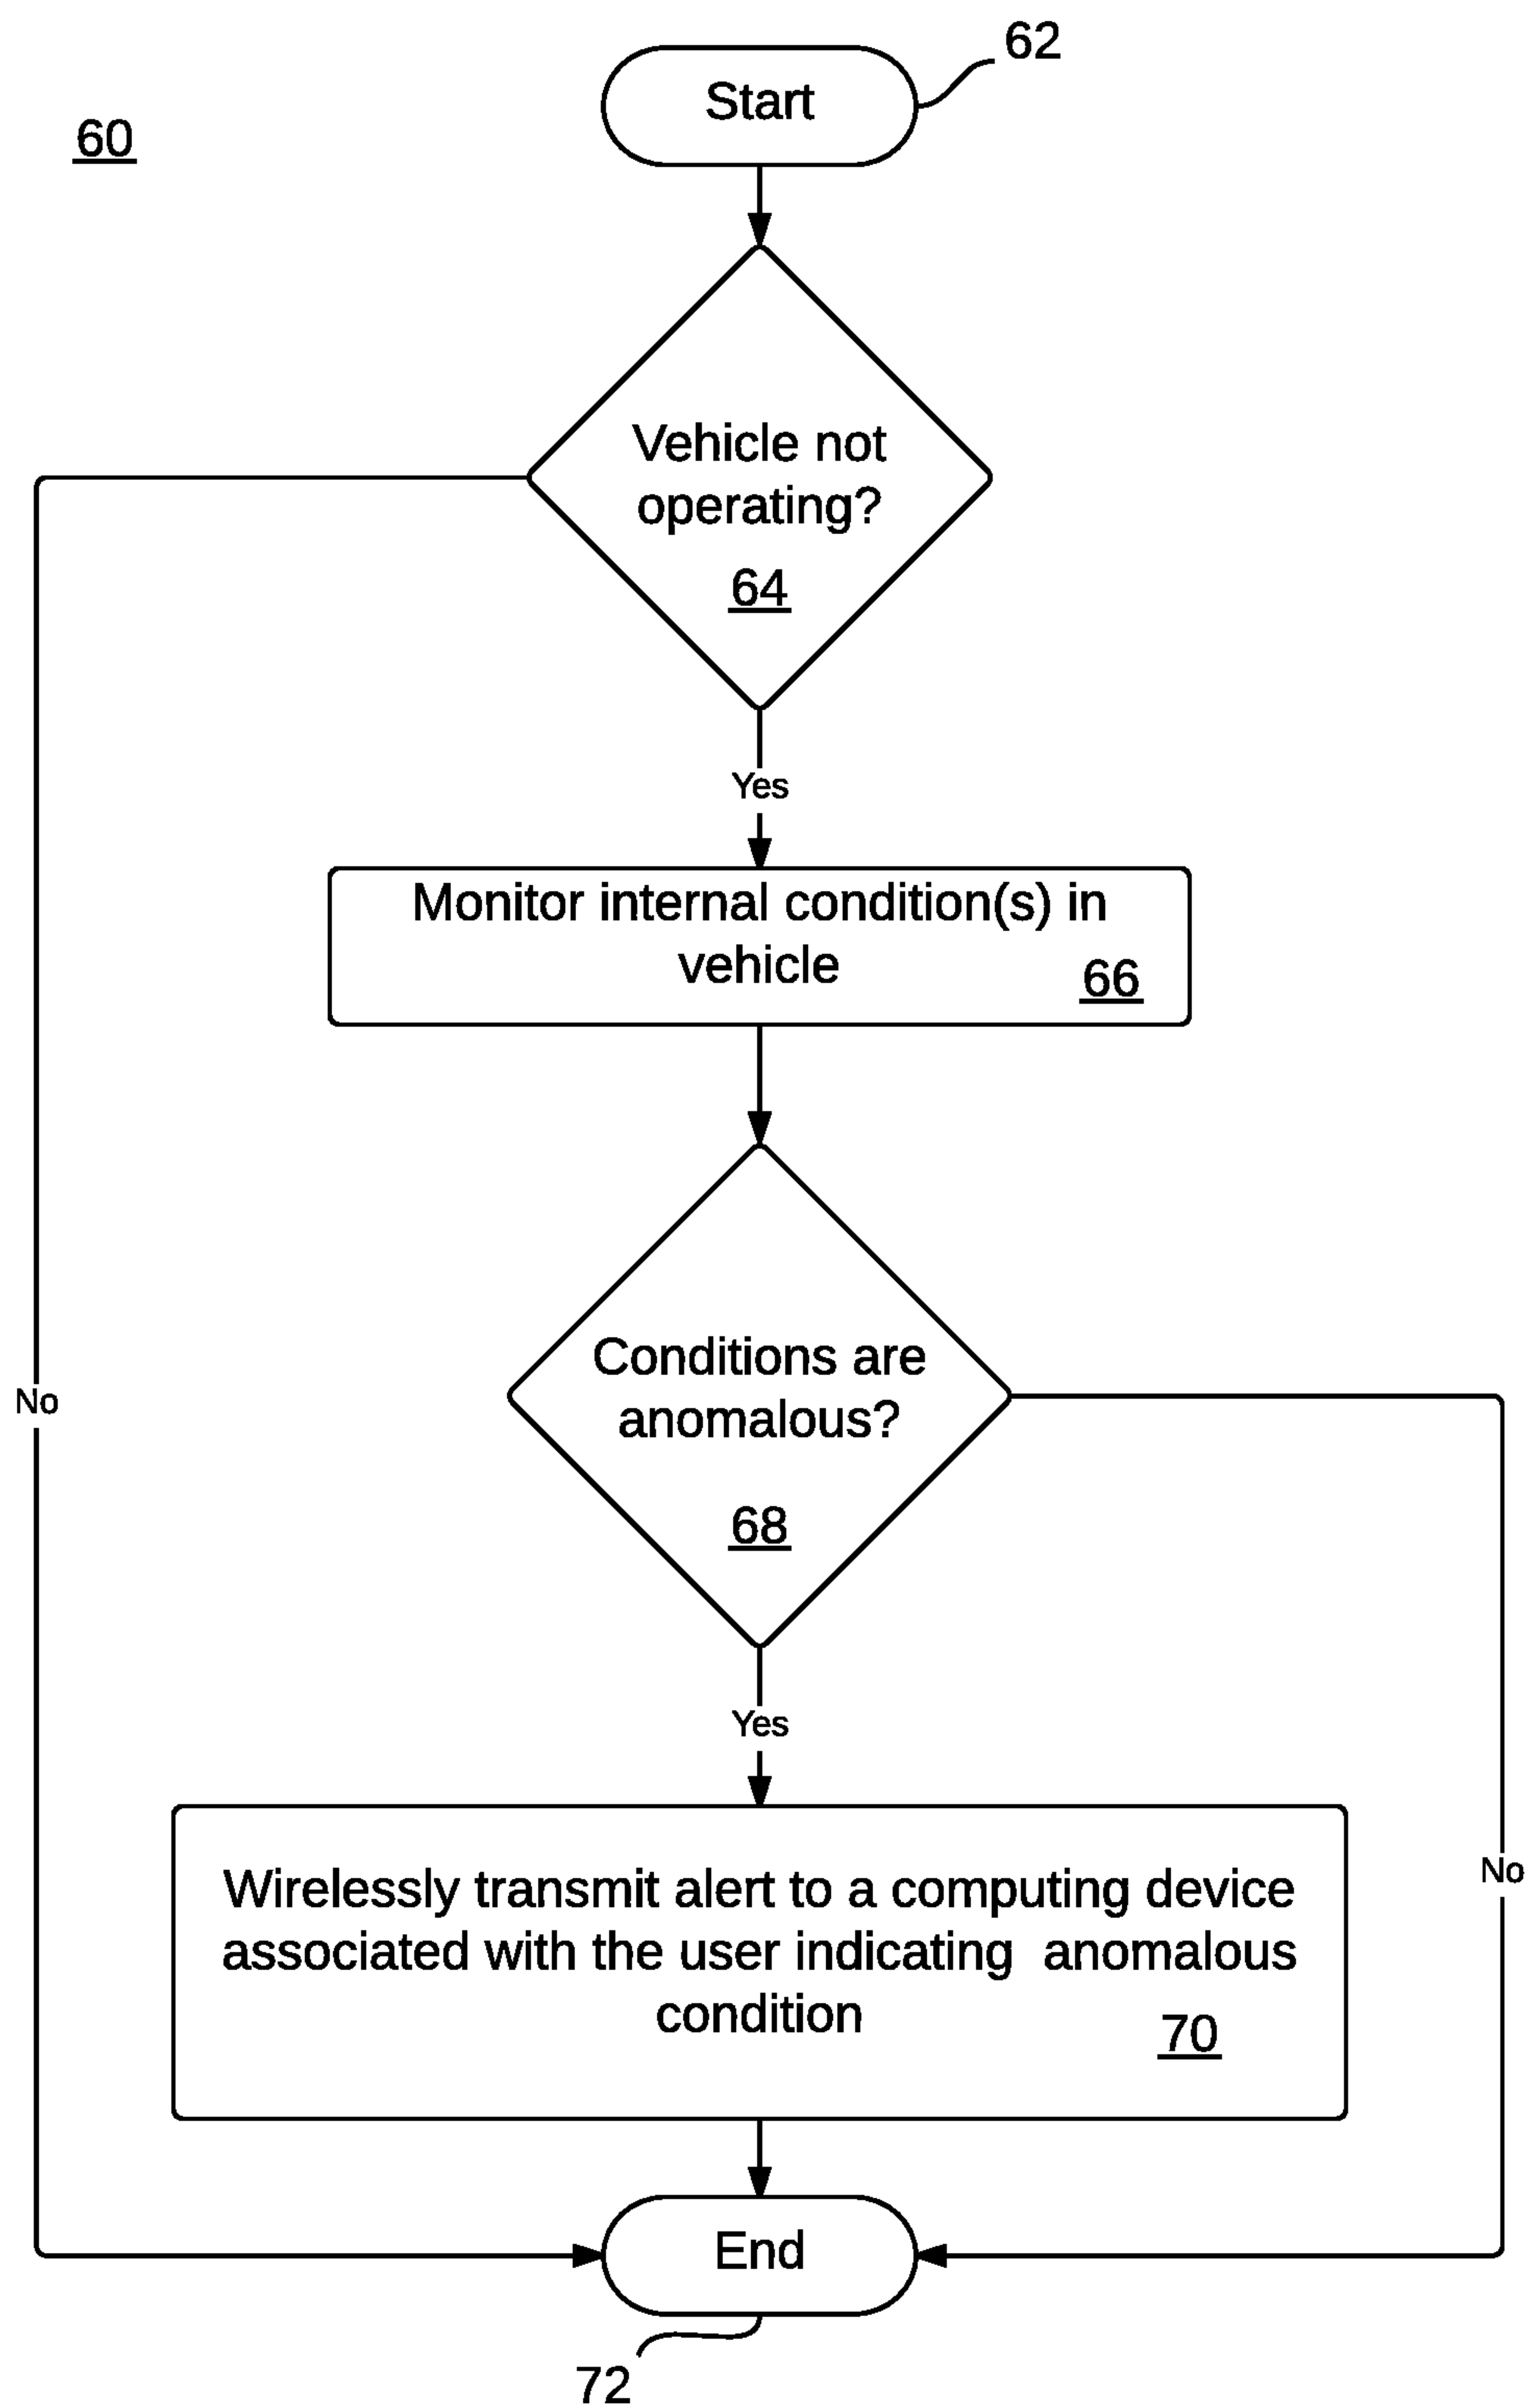 62
Start
60
Vehicle not
operating?
64
Yes
Monitor internal condition(s) in
vehicle
66
Conditions are
anomalous?
No
68
Yes
No
Wirelessly transmit alert to a computing device
associated with the user indicating anomalous
condition
70
End
72